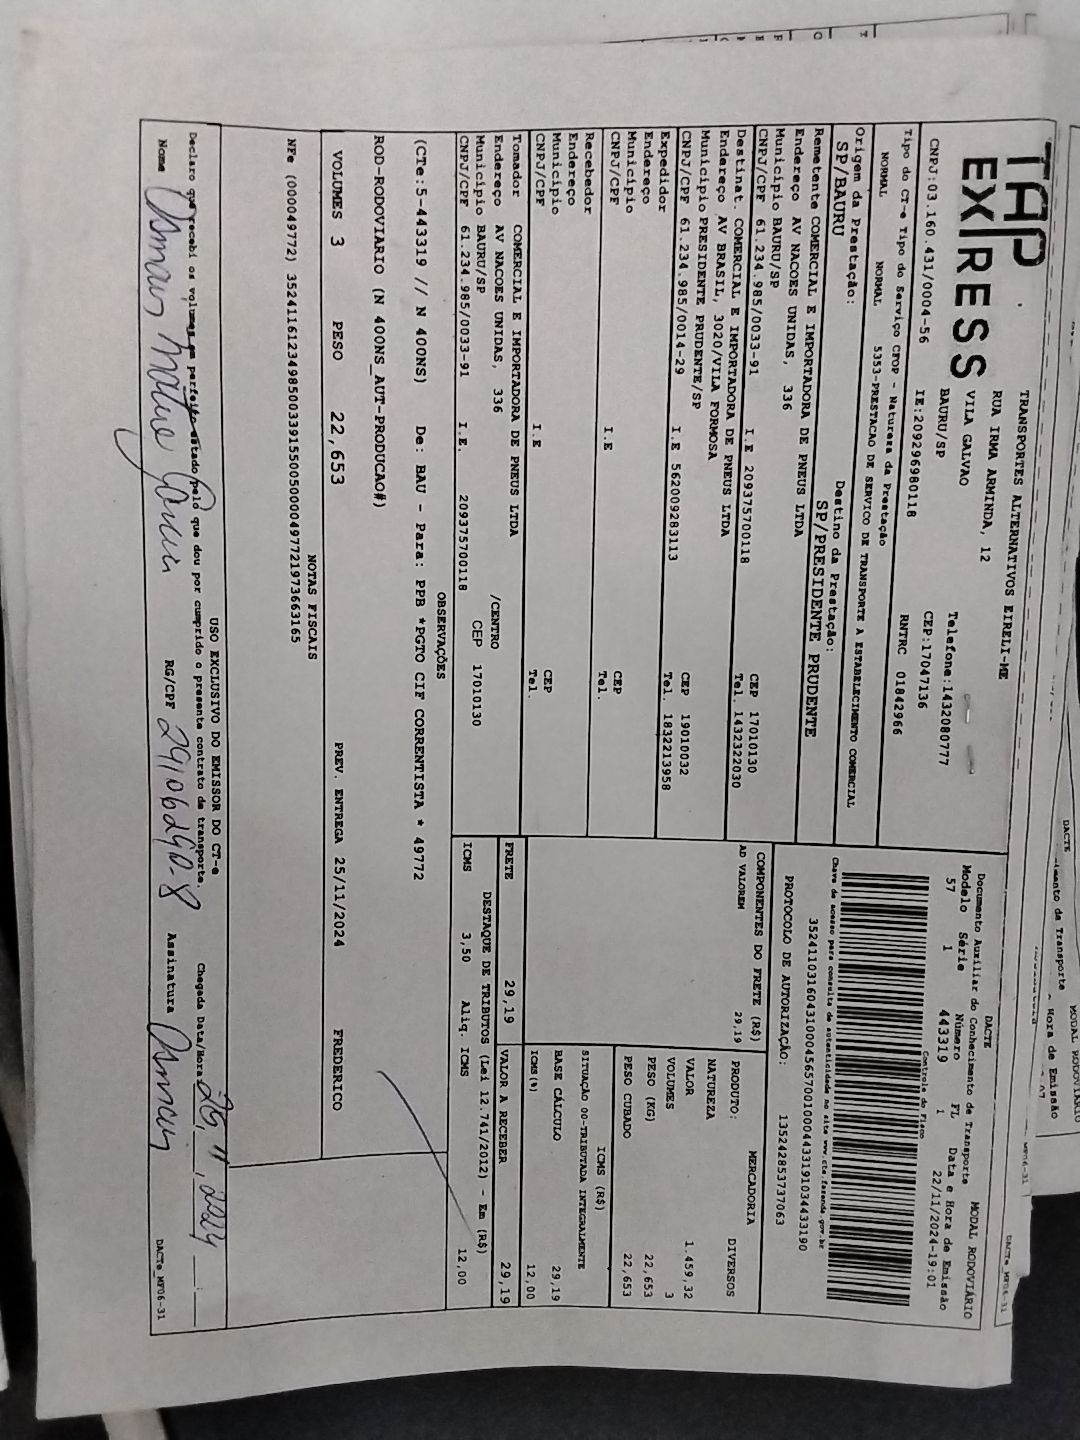 TAP EXPRESS
TRANSPORTES ALTERNATIVOS EIRELI-ME
RUA IRMA ARMINDA, 12
VILA GALVAO Telefone:1432080777
BAURU/SP CEP:17047136
CNPJ:03.160.431/0004-56 IE:209296980118 RNTRC 01842966
DACTE MODAL RODOVIÁRIO
Documento Auxiliar do Conhecimento de Transporte
Modelo Série Número FL Data e Hora de Emissão
57 1 443319 1 22/11/2024-19:01
Controle do Fisco
Chave de acesso para consulta de autenticidade no site www.cte.fazenda.gov.br
35241103160431000456570010004433191034433190
PROTOCOLO DE AUTORIZAÇÃO: 135242853737063
Tipo do CT-e Tipo do Serviço CFOP - Natureza da Prestação
NORMAL NORMAL 5353-PRESTACAO DE SERVICO DE TRANSPORTE A ESTABELECIMENTO COMERCIAL
Origem da Prestação: Destino da Prestação:
SP/BAURU SP/PRESIDENTE PRUDENTE
Remetente COMERCIAL E IMPORTADORA DE PNEUS LTDA
Endereço AV NACOES UNIDAS, 336
Município BAURU/SP CEP 17010130
CNPJ/CPF 61.234.985/0033-91 I.E 209375700118 Tel. 1432322030
Destinat. COMERCIAL E IMPORTADORA DE PNEUS LTDA
Endereço AV BRASIL, 3020/VILA FORMOSA
Município PRESIDENTE PRUDENTE/SP CEP 19010032
CNPJ/CPF 61.234.985/0014-29 I.E 562009283113 Tel. 1832213958
Expedidor
Endereço
Município CEP
CNPJ/CPF I.E Tel.
Recebedor
Endereço
Município CEP
CNPJ/CPF I.E Tel.
Tomador COMERCIAL E IMPORTADORA DE PNEUS LTDA
Endereço AV NACOES UNIDAS, 336 /CENTRO
Município BAURU/SP CEP 17010130
CNPJ/CPF 61.234.985/0033-91 I.E. 209375700118
COMPONENTES DO FRETE (R$)
AD VALOREM 29,19
PRODUTO: MERCADORIA
NATUREZA DIVERSOS
VALOR 1.459,32
VOLUMES 3
PESO (KG) 22,653
PESO CUBADO 22,653
ICMS (R$)
SITUAÇÃO 00-TRIBUTADA INTEGRALMENTE
BASE CÁLCULO 29,19
ICMS(%) 12,00
FRETE 29,19 VALOR A RECEBER 29,19
DESTAQUE DE TRIBUTOS (Lei 12.741/2012) - Em (R$)
ICMS 3,50 Aliq. ICMS 12,00
OBSERVAÇÕES
(CTe:5-443319 // N 400NS) De: BAU - Para: PPB *PGTO CIF CORRENTISTA * 49772
ROD-RODOVIARIO (N 400NS_AUT-PRODUCAO#)
VOLUMES 3 PESO 22,653 PREV. ENTREGA 25/11/2024 FREDERICO
NOTAS FISCAIS
NFe (000049772) 35241161234985003391550050000497721973663165
USO EXCLUSIVO DO EMISSOR DO CT-e
Declaro que recebi os volumes em perfeito estado pelo que dou por cumprido o presente contrato de transporte. Chegada Data/Hora 26, 11, 2024
Nome RG/CPF 29106290-8 Assinatura
DACTe_MF06-31